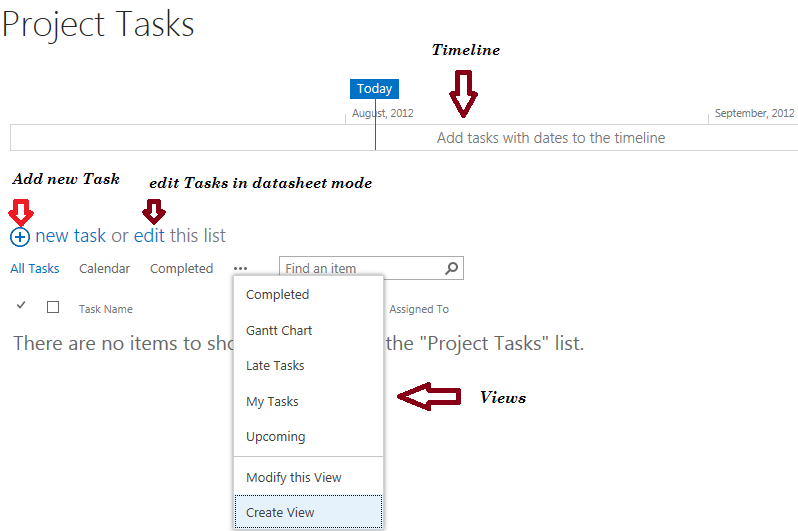 Project Tasks
Timeline
Today
August, 2012
September, 2012
Add tasks with dates to the timeline
Add new Task
edit Tasks in datasheet mode
new task or edit this list
All Tasks Calendar Completed ... Find an item
Completed
Task Name
Assigned To
Gantt Chart
There are no items to sho the "Project Tasks" list.
Late Tasks
My Tasks
Views
Upcoming
Modify this View
Create View